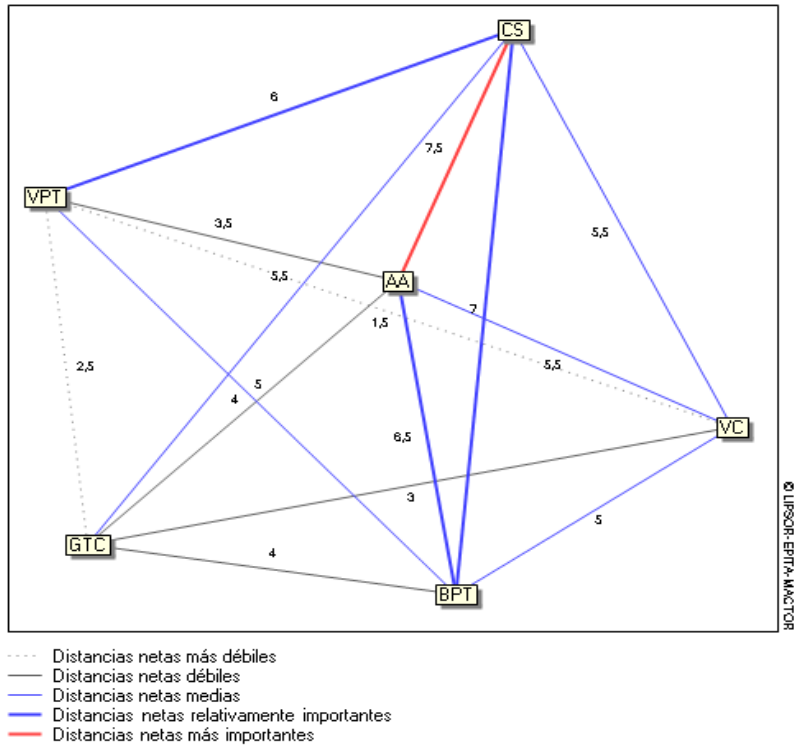 CS
6
7,5
VPT
3,5
5,5
5,5
AA
7
1,5
2,5
5,5
5
4
VC
6,5
3
5
GTC
4
BPT
© LIPSOR-EPITA-MACTOR
Distancias netas más débiles
Distancias netas débiles
Distancias netas medias
Distancias netas relativamente importantes
Distancias netas más importantes